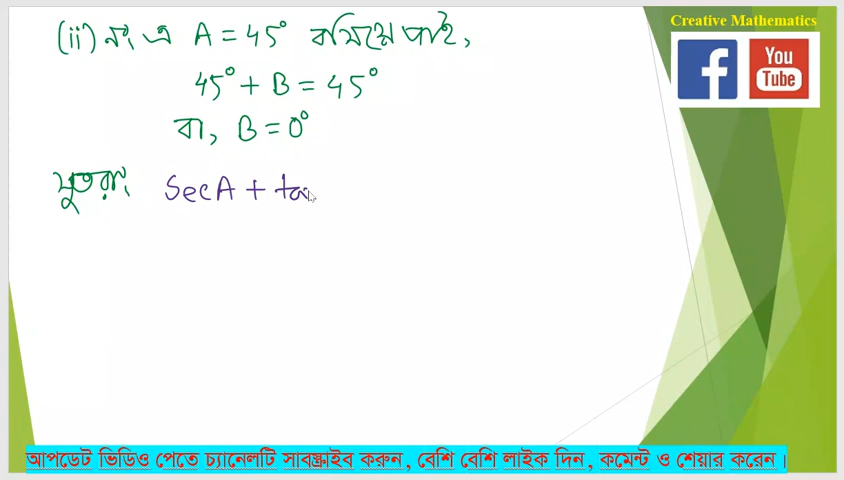 Creative Mathematics
(ii) নং এ A = 45° বসিয়ে পাই,
You
Tube
45° + B = 45°
বা, B = 0°
সুতরাং SecA + ta
আপডেট ভিডিও পেতে চ্যানেলটি সাবস্ক্রাইব করুন, বেশি বেশি লাইক দিন, কমেন্ট ও শেয়ার করেন।